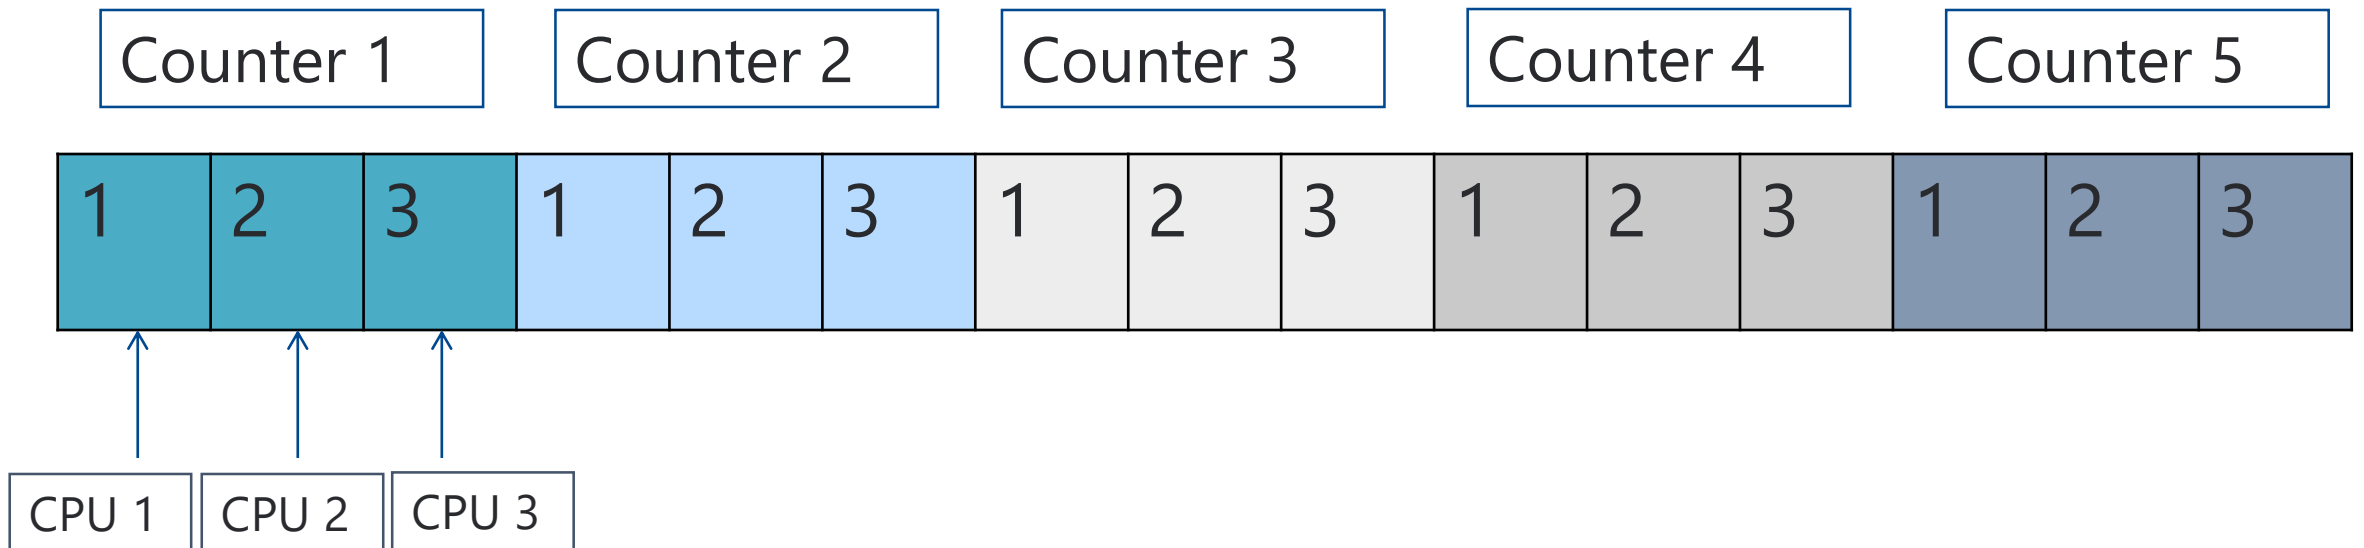 Counter 1 Counter 2 Counter 3 Counter 4 Counter 5
1 2 3 1 2 3 1 2 3 1 2 3 1 2 3
CPU 1 CPU 2 CPU 3